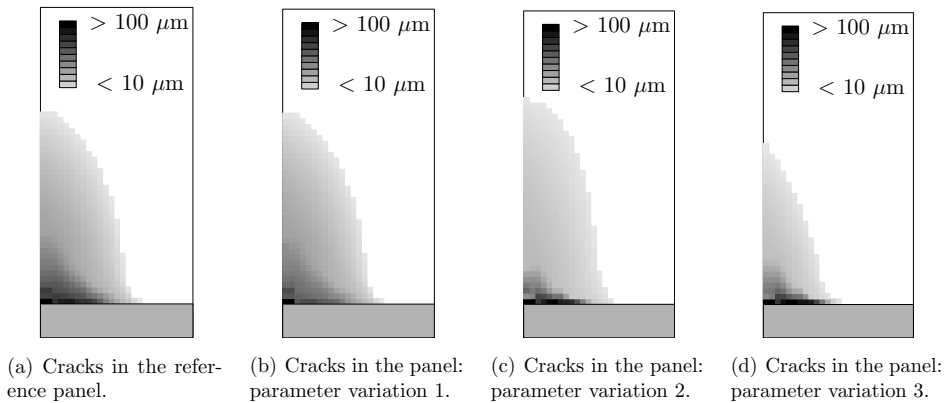 > 100 μm
< 10 μm
> 100 μm
< 10 μm
> 100 μm
< 10 μm
> 100 μm
< 10 μm
(a) Cracks in the refer-
ence panel.
(b) Cracks in the panel:
parameter variation 1.
(c) Cracks in the panel:
parameter variation 2.
(d) Cracks in the panel:
parameter variation 3.